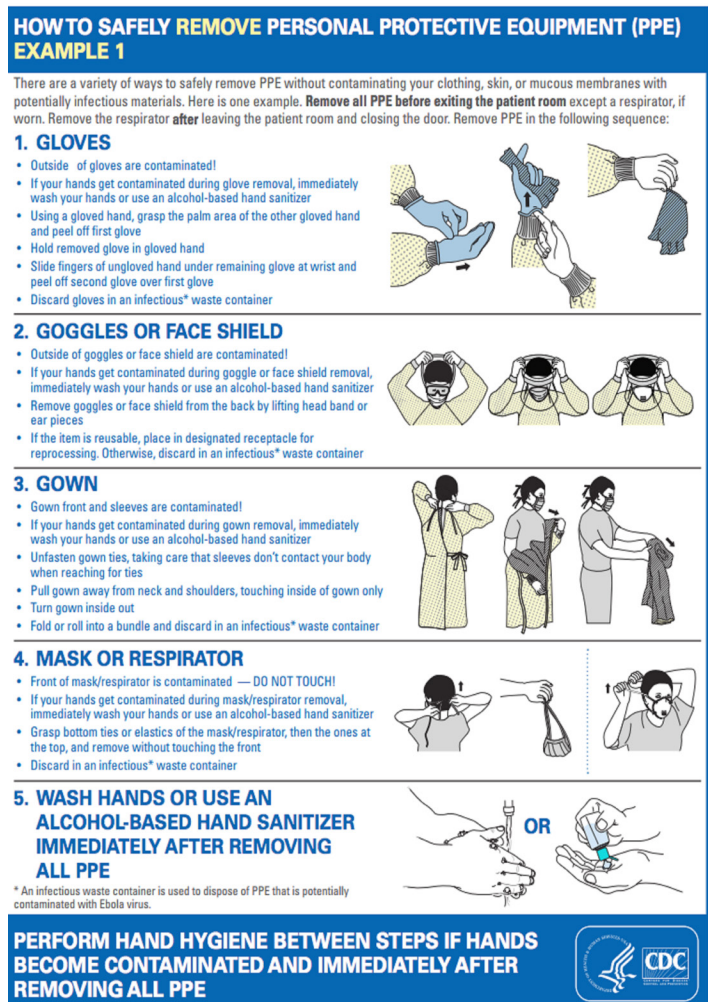 HOW TO SAFELY REMOVE PERSONAL PROTECTIVE EQUIPMENT (PPE)
EXAMPLE 1
There are a variety of ways to safely remove PPE without contaminating your clothing, skin, or mucous membranes with
potentially infectious materials. Here is one example. Remove all PPE before exiting the patient room except a respirator, if
worn. Remove the respirator after leaving the patient room and closing the door. Remove PPE in the following sequence:
1. GLOVES
• Outside of gloves are contaminated!
• If your hands get contaminated during glove removal, immediately
wash your hands or use an alcohol-based hand sanitizer
• Using a gloved hand, grasp the palm area of the other gloved hand
and peel off first glove
• Hold removed glove in gloved hand
• Slide fingers of ungloved hand under remaining glove at wrist and
peel off second glove over first glove
• Discard gloves in an infectious* waste container
2. GOGGLES OR FACE SHIELD
• Outside of goggles or face shield are contaminated!
• If your hands get contaminated during goggle or face shield removal,
immediately wash your hands or use an alcohol-based hand sanitizer
• Remove goggles or face shield from the back by lifting head band or
ear pieces
• If the item is reusable, place in designated receptacle for
reprocessing. Otherwise, discard in an infectious* waste container
3. GOWN
• Gown front and sleeves are contaminated!
• If your hands get contaminated during gown removal, immediately
wash your hands or use an alcohol-based hand sanitizer
• Unfasten gown ties, taking care that sleeves don't contact your body
when reaching for ties
• Pull gown away from neck and shoulders, touching inside of gown only
• Turn gown inside out
• Fold or roll into a bundle and discard in an infectious* waste container
4. MASK OR RESPIRATOR
• Front of mask/respirator is contaminated — DO NOT TOUCH!
• If your hands get contaminated during mask/respirator removal,
immediately wash your hands or use an alcohol-based hand sanitizer
• Grasp bottom ties or elastics of the mask/respirator, then the ones at
the top, and remove without touching the front
• Discard in an infectious* waste container
5. WASH HANDS OR USE AN
ALCOHOL-BASED HAND SANITIZER
IMMEDIATELY AFTER REMOVING
ALL PPE
OR
* An infectious waste container is used to dispose of PPE that is potentially
contaminated with Ebola virus.
PERFORM HAND HYGIENE BETWEEN STEPS IF HANDS
BECOME CONTAMINATED AND IMMEDIATELY AFTER
REMOVING ALL PPE
CDC